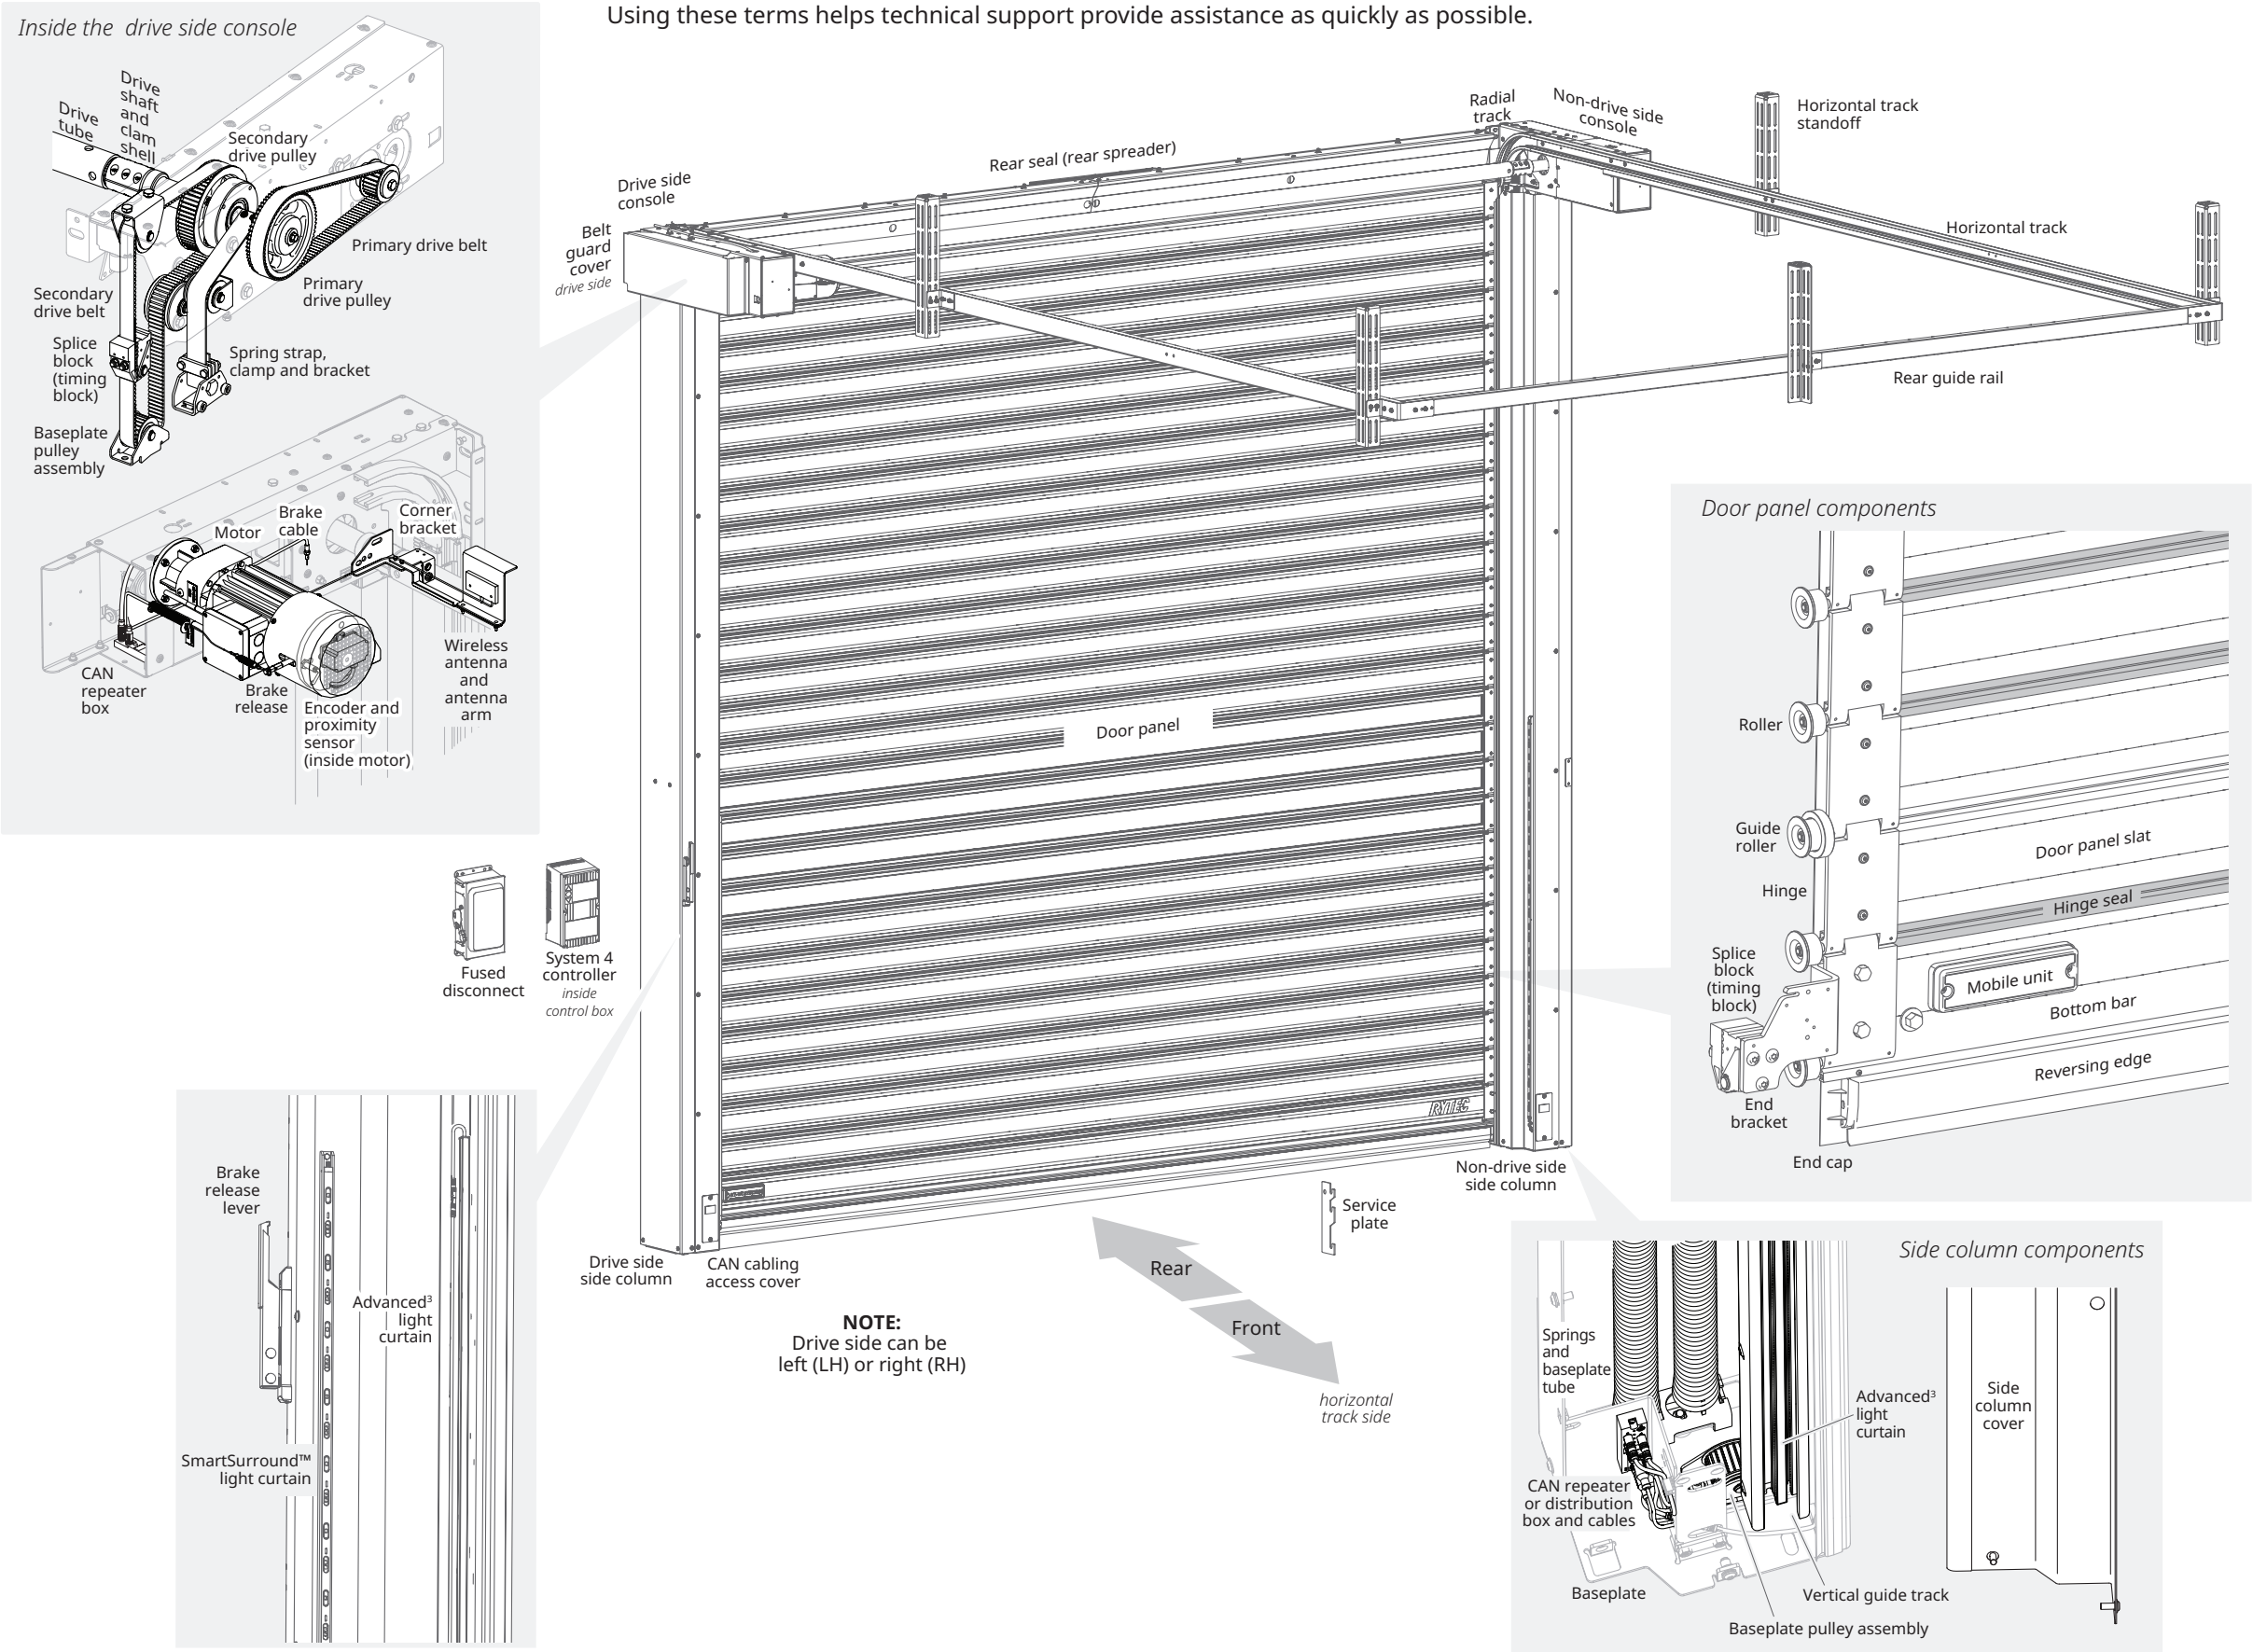 Using these terms helps technical support provide assistance as quickly as possible.
Inside the drive side console
Drive
tube
Drive
shaft
and
clam
shell
Secondary
drive pulley
Primary drive belt
Primary
drive pulley
Secondary
drive belt
Splice
block
(timing
block)
Spring strap,
clamp and bracket
Baseplate
pulley
assembly
Motor
Brake
cable
Corner
bracket
CAN
repeater
box
Brake
release
Encoder and
proximity
sensor
(inside motor)
Wireless
antenna
and
antenna
arm
Drive side
console
Belt
guard
cover
drive side
Rear seal (rear spreader)
Radial
track
Non-drive side
console
Horizontal track
standoff
Horizontal track
Rear guide rail
Door panel
RYTEC
Fused
disconnect
System 4
controller
inside
control box
Drive side
side column
CAN cabling
access cover
Non-drive side
side column
Service
plate
NOTE:
Drive side can be
left (LH) or right (RH)
Rear
Front
horizontal
track side
Brake
release
lever
Advanced³
light
curtain
SmartSurround™
light curtain
Door panel components
Roller
Guide
roller
Hinge
Door panel slat
Hinge seal
Splice
block
(timing
block)
Mobile unit
Bottom bar
Reversing edge
End
bracket
End cap
Side column components
Springs
and
baseplate
tube
Advanced³
light
curtain
Side
column
cover
CAN repeater
or distribution
box and cables
Baseplate
Vertical guide track
Baseplate pulley assembly